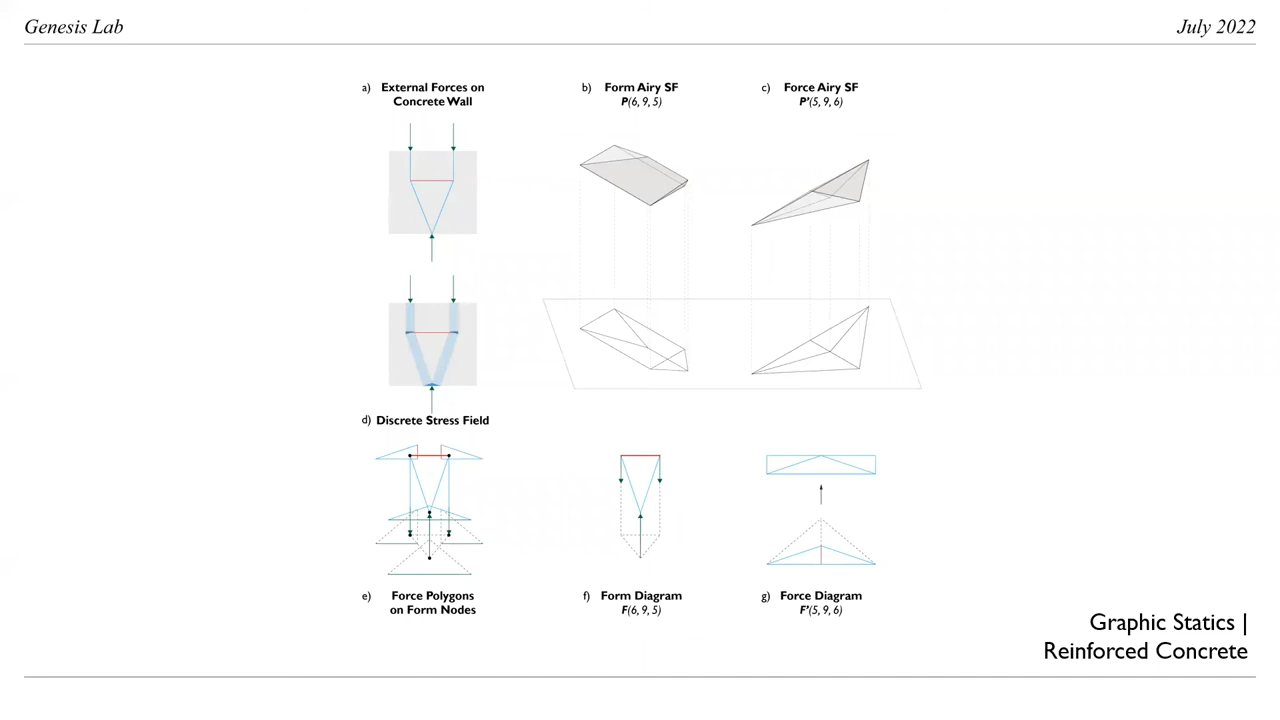 Genesis Lab
July 2022
a) External Forces on
Concrete Wall
b) Form Airy SF
P(6, 9, 5)
c) Force Airy SF
P'(5, 9, 6)
d) Discrete Stress Field
e) Force Polygons
on Form Nodes
f) Form Diagram
F(6, 9, 5)
g) Force Diagram
F'(5, 9, 6)
Graphic Statics |
Reinforced Concrete